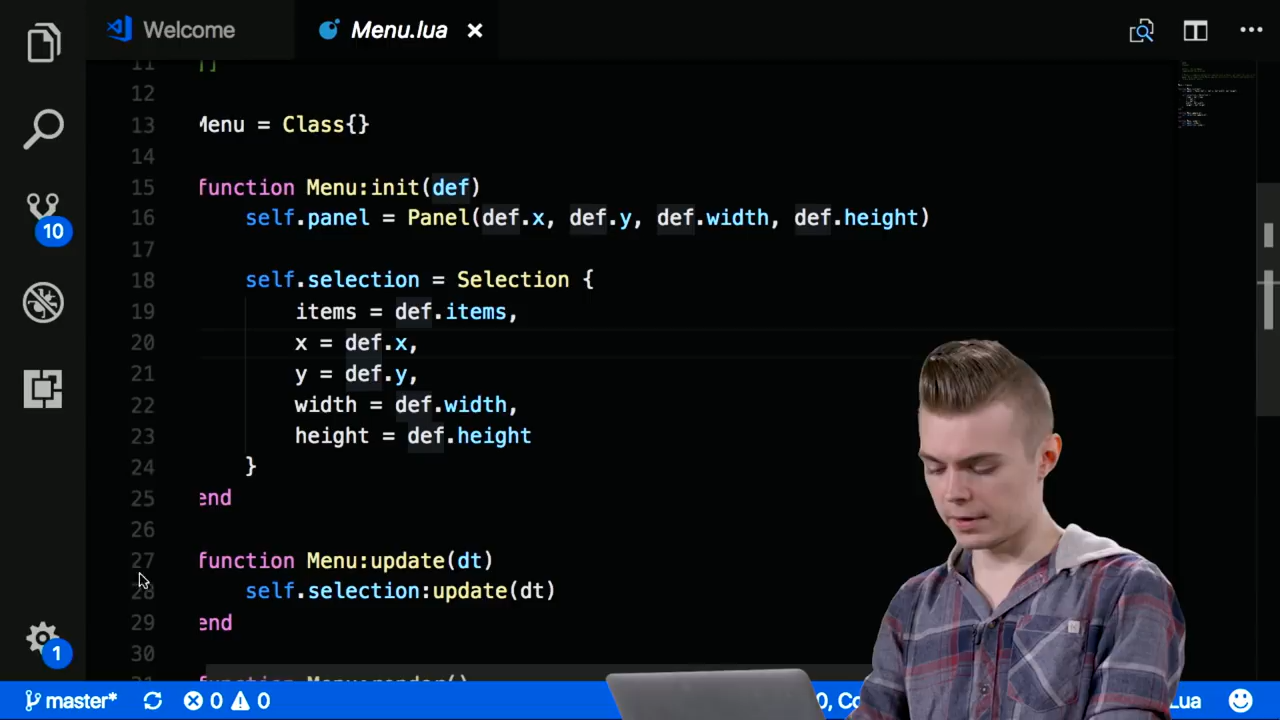 Welcome
Menu.lua
11
]]
12
13 Menu = Class{}
14
15 function Menu:init(def)
16 self.panel = Panel(def.x, def.y, def.width, def.height)
17
18 self.selection = Selection {
19 items = def.items,
20 x = def.x,
21 y = def.y,
22 width = def.width,
23 height = def.height
24 }
25 end
26
27 function Menu:update(dt)
28 self.selection:update(dt)
29 end
30
10
1
master* 0 0
Lua